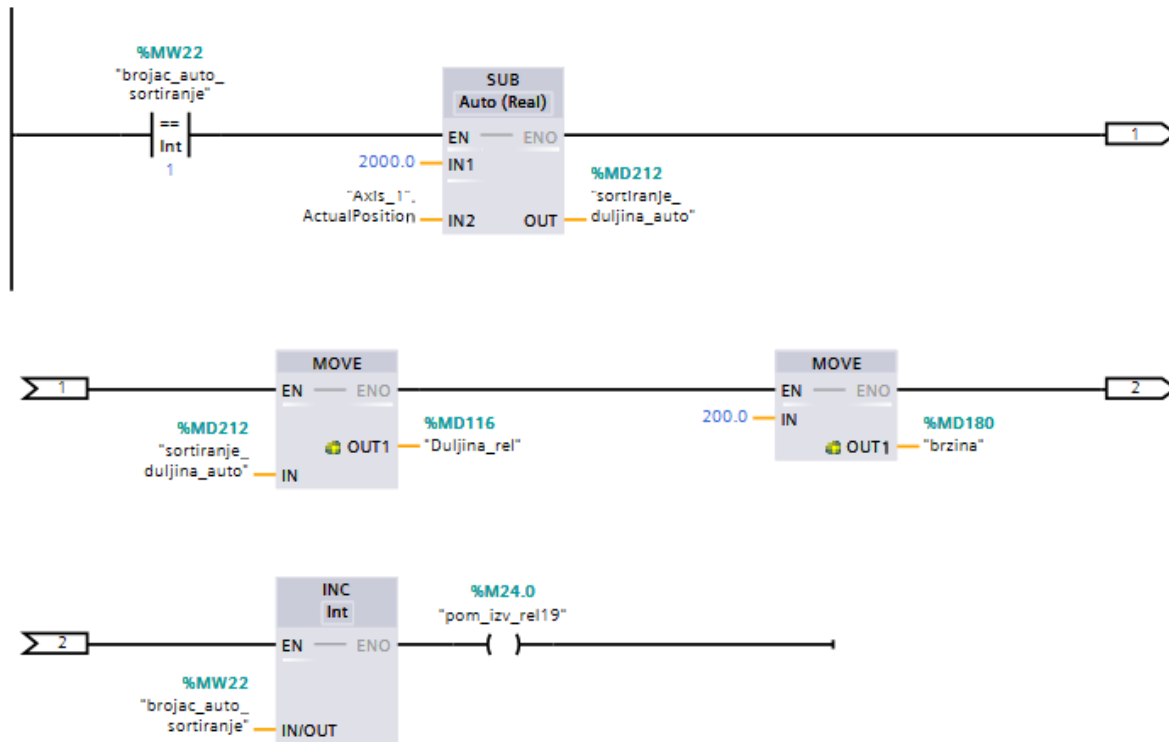 %MW22
"brojac_auto_
sortiranje"
==
Int
1
SUB
Auto (Real)
EN ENO
2000.0 IN1
"Axis_1".
ActualPosition IN2
OUT
%MD212
"sortiranje_
duljina_auto"
1
1
MOVE
EN ENO
%MD212
"sortiranje_
duljina_auto" IN
OUT1
%MD116
"Duljina_rel"
MOVE
EN ENO
200.0 IN
OUT1
%MD180
"brzina"
2
2
INC
Int
EN ENO
%MW22
"brojac_auto_
sortiranje" IN/OUT
%M24.0
"pom_izv_rel19"